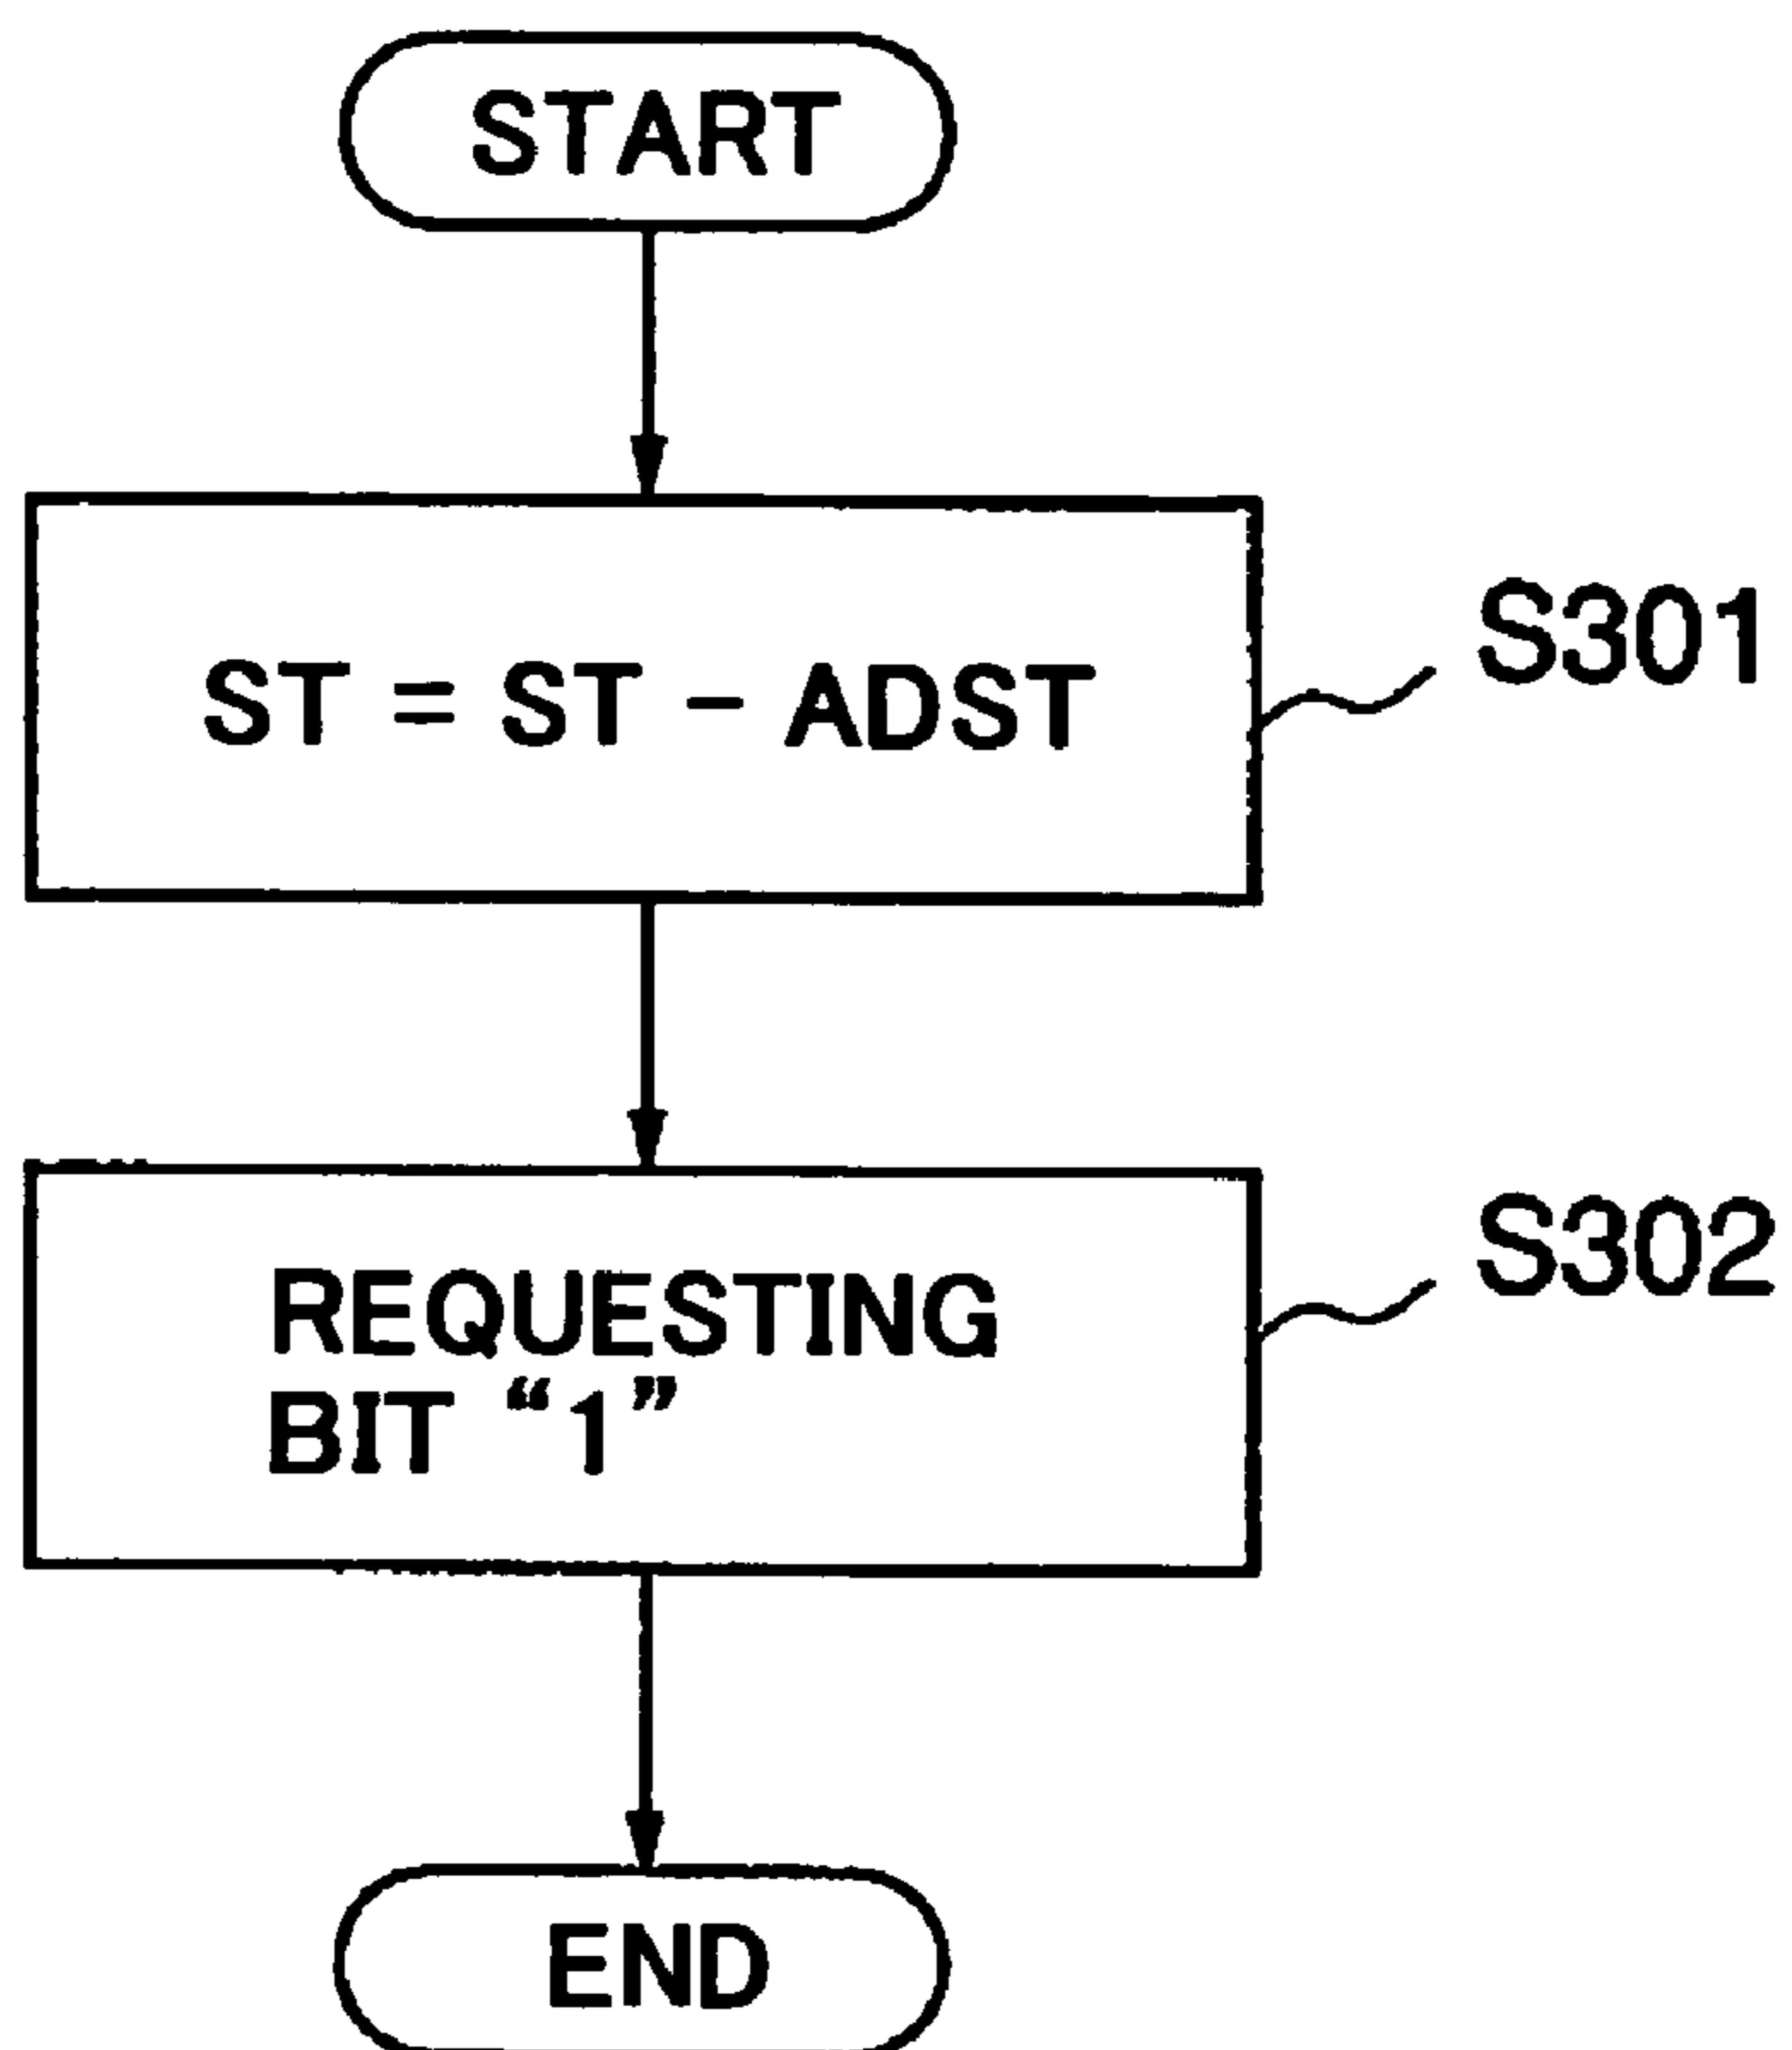 START
ST = ST - ADST
S301
REQUESTING
BIT “1”
S302
END